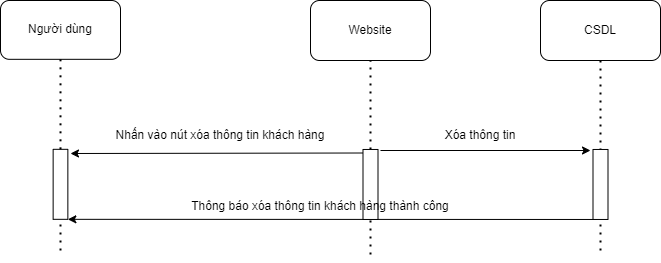 Người dùng
Website
CSDL
Nhấn vào nút xóa thông tin khách hàng
Xóa thông tin
Thông báo xóa thông tin khách hàng thành công